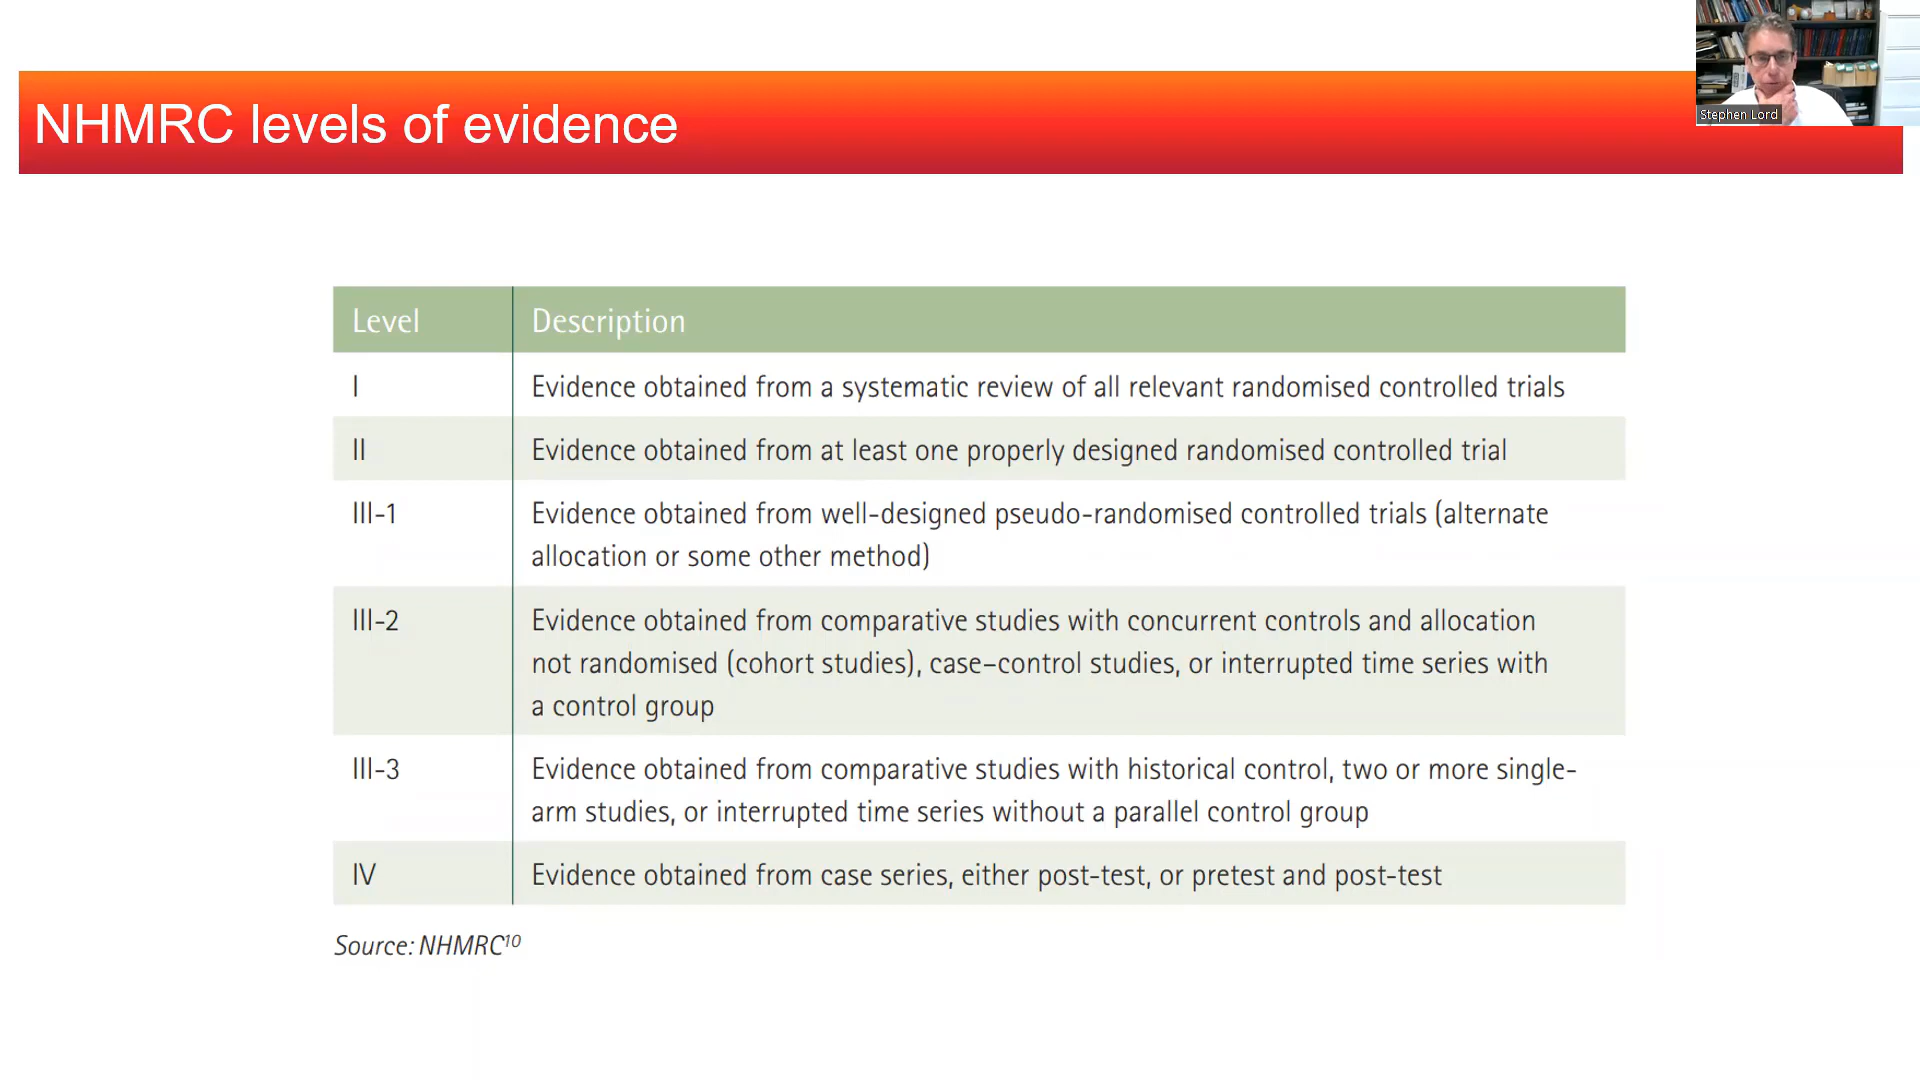 Stephen Lord
NHMRC levels of evidence
Level Description
I Evidence obtained from a systematic review of all relevant randomised controlled trials
II Evidence obtained from at least one properly designed randomised controlled trial
III-1 Evidence obtained from well-designed pseudo-randomised controlled trials (alternate
allocation or some other method)
III-2 Evidence obtained from comparative studies with concurrent controls and allocation
not randomised (cohort studies), case–control studies, or interrupted time series with
a control group
III-3 Evidence obtained from comparative studies with historical control, two or more single-
arm studies, or interrupted time series without a parallel control group
IV Evidence obtained from case series, either post-test, or pretest and post-test
Source: NHMRC¹⁰